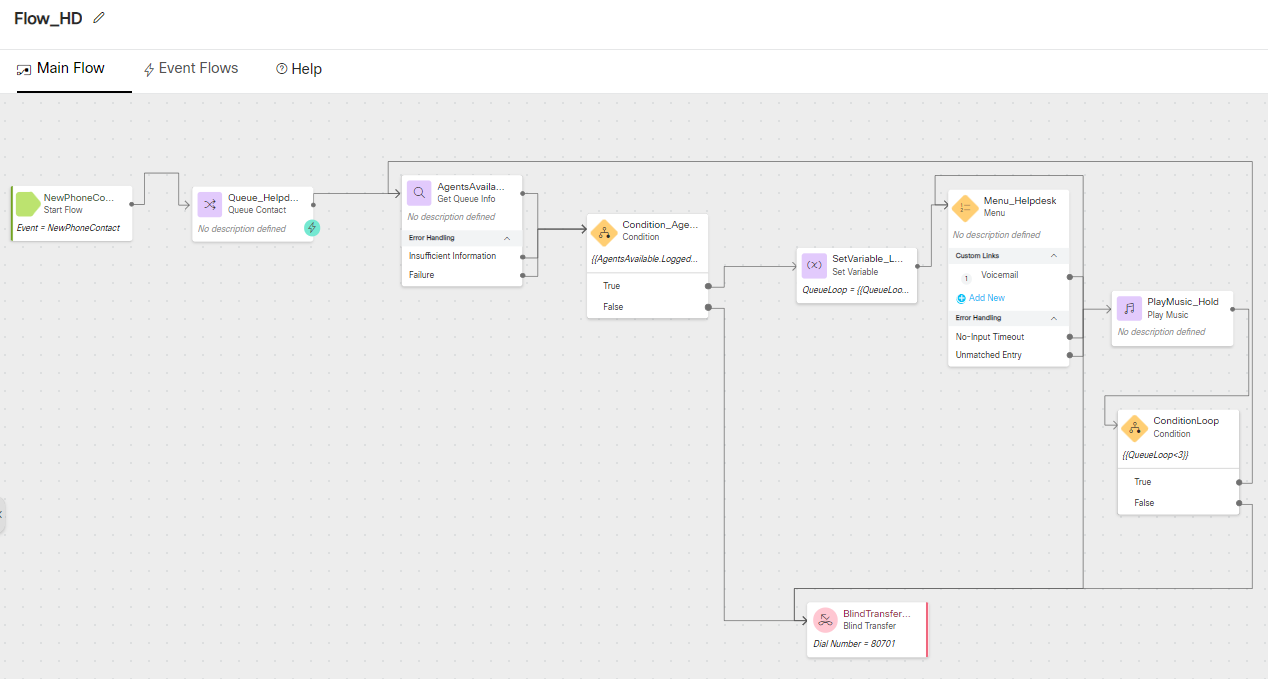 Flow_HD
Main Flow
Event Flows
Help
NewPhoneCo...
Start Flow
Event = NewPhoneContact
Queue_Helpd...
Queue Contact
No description defined
AgentsAvaila...
Get Queue Info
No description defined
Error Handling
Insufficient Information
Failure
Condition_Age...
Condition
{{AgentsAvailable.Logged...
True
False
(x)
SetVariable_L...
Set Variable
QueueLoop = {{QueueLoo...
Menu_Helpdesk
Menu
No description defined
Custom Links
1 Voicemail
Add New
Error Handling
No-Input Timeout
Unmatched Entry
PlayMusic_Hold
Play Music
No description defined
ConditionLoop
Condition
{{QueueLoop<3}}
True
False
BlindTransfer...
Blind Transfer
Dial Number = 80701